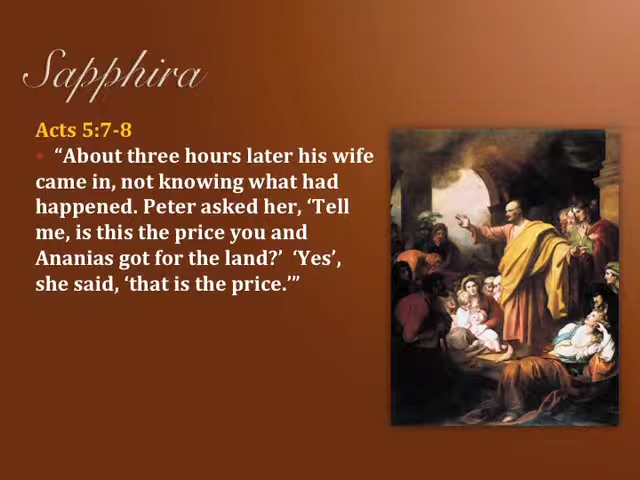 Sapphira
Acts 5:7-8
• “About three hours later his wife
came in, not knowing what had
happened. Peter asked her, ‘Tell
me, is this the price you and
Ananias got for the land?’ ‘Yes’,
she said, ‘that is the price.’”